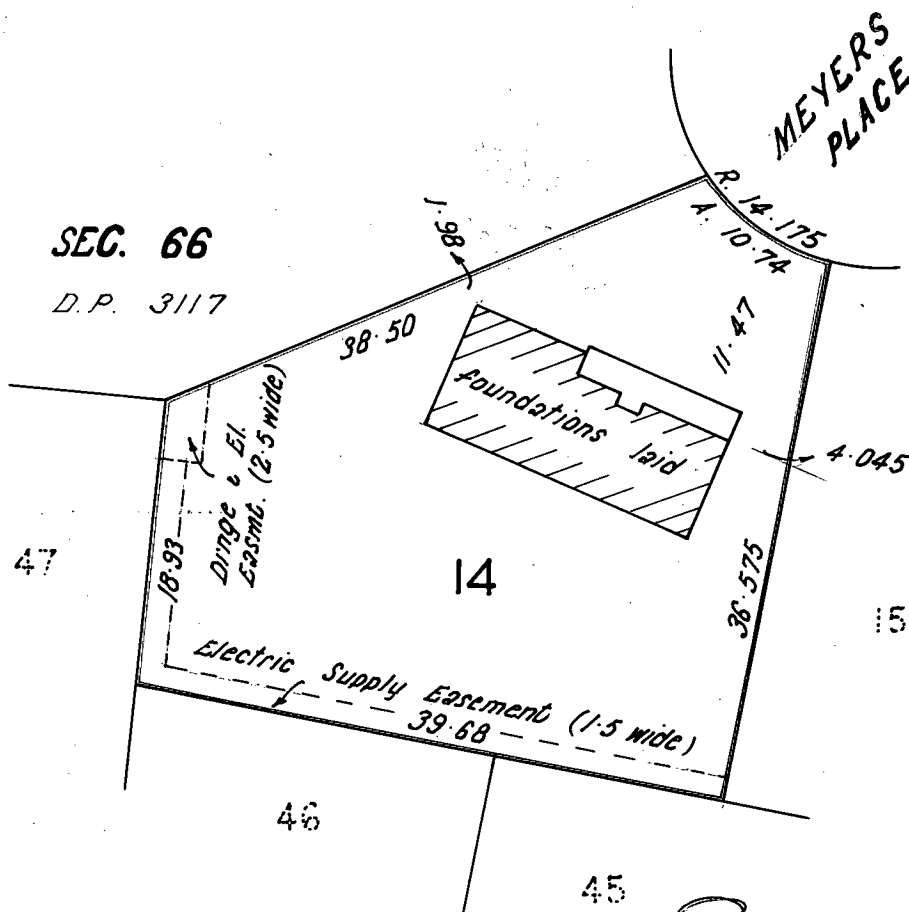 MEYERS
PLACE
R. 14·175
A. 10·74
1·98
SEC. 66
D.P. 3117
38·50
11·47
foundations laid
4·045
Dr'nge & El.
Easmt. (2·5 wide)
47
18·93
14
36·575
15
Electric Supply Easement (1·5 wide)
39·68
46
45